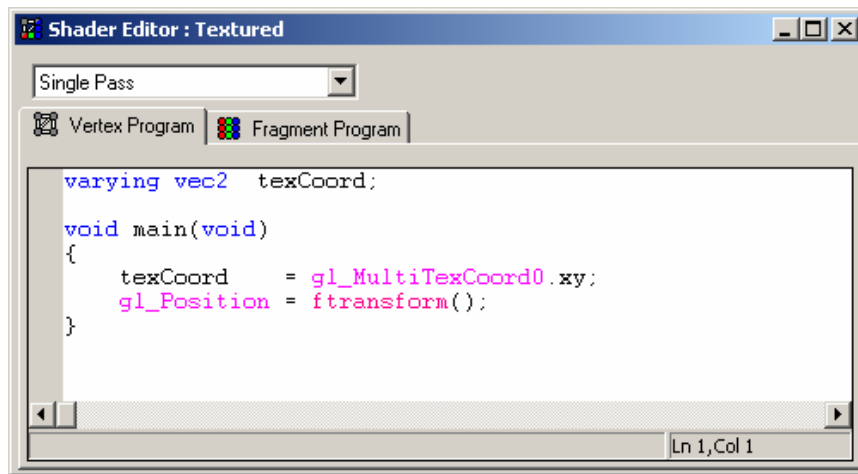 Shader Editor : Textured
Single Pass
Vertex Program Fragment Program
varying vec2  texCoord;
void main(void)
{
    texCoord    = gl_MultiTexCoord0.xy;
    gl_Position = ftransform();
}
Ln 1,Col 1